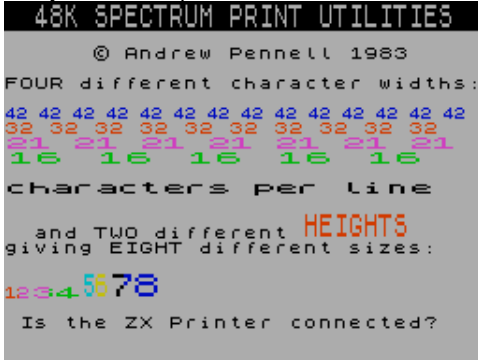 48K SPECTRUM PRINT UTILITIES
© Andrew Pennell 1983
FOUR different character widths:
42 42 42 42 42 42 42 42 42 42 42 42 42 42
32 32 32 32 32 32 32 32 32 32
21 21 21 21 21 21 21
16 16 16 16 16
characters per line
and TWO different HEIGHTS
giving EIGHT different sizes:
12345678
Is the ZX Printer connected?